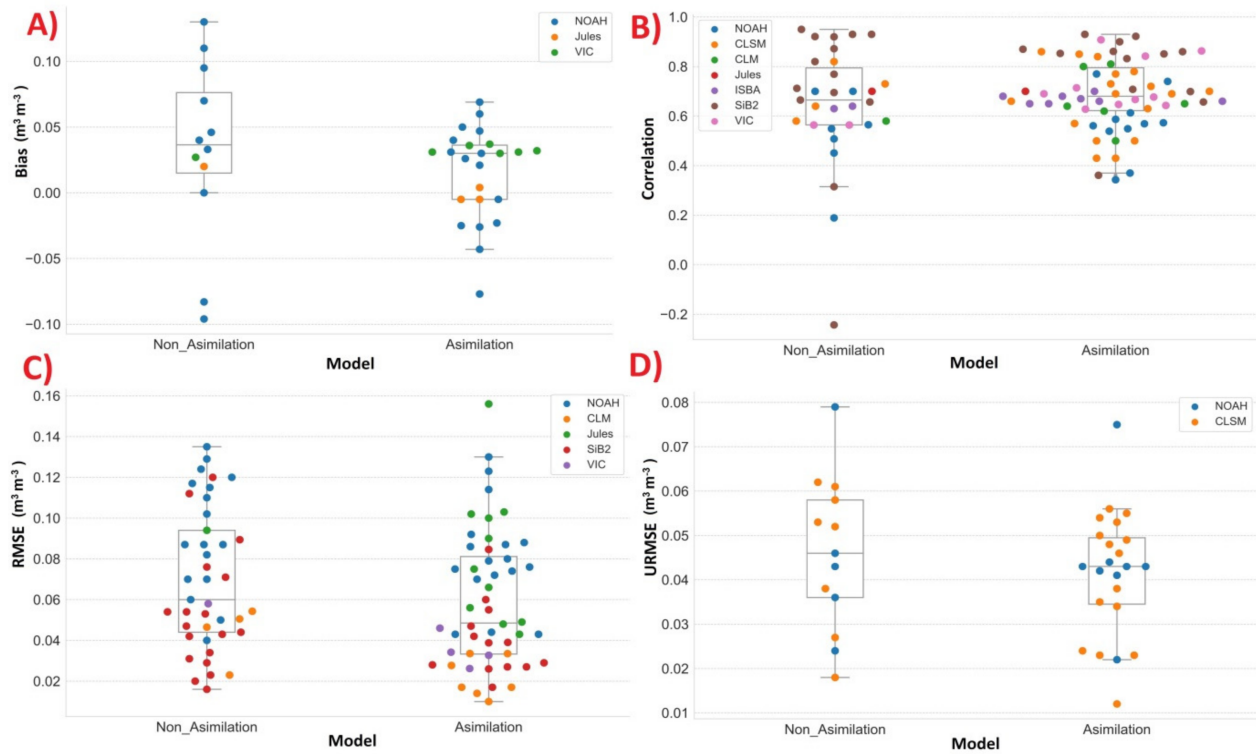 A)
NOAH
Jules
VIC
0.10
0.05
0.00
−0.05
−0.10
Bias (m³ m⁻³)
Non_Asimilation
Asimilation
Model
B)
NOAH
CLSM
CLM
Jules
ISBA
SiB2
VIC
1.0
0.8
0.6
0.4
0.2
0.0
−0.2
Correlation
Non_Asimilation
Asimilation
Model
C)
NOAH
CLM
Jules
SiB2
VIC
0.16
0.14
0.12
0.10
0.08
0.06
0.04
0.02
RMSE (m³ m⁻³)
Non_Asimilation
Asimilation
Model
D)
NOAH
CLSM
0.08
0.07
0.06
0.05
0.04
0.03
0.02
0.01
URMSE (m³ m⁻³)
Non_Asimilation
Asimilation
Model